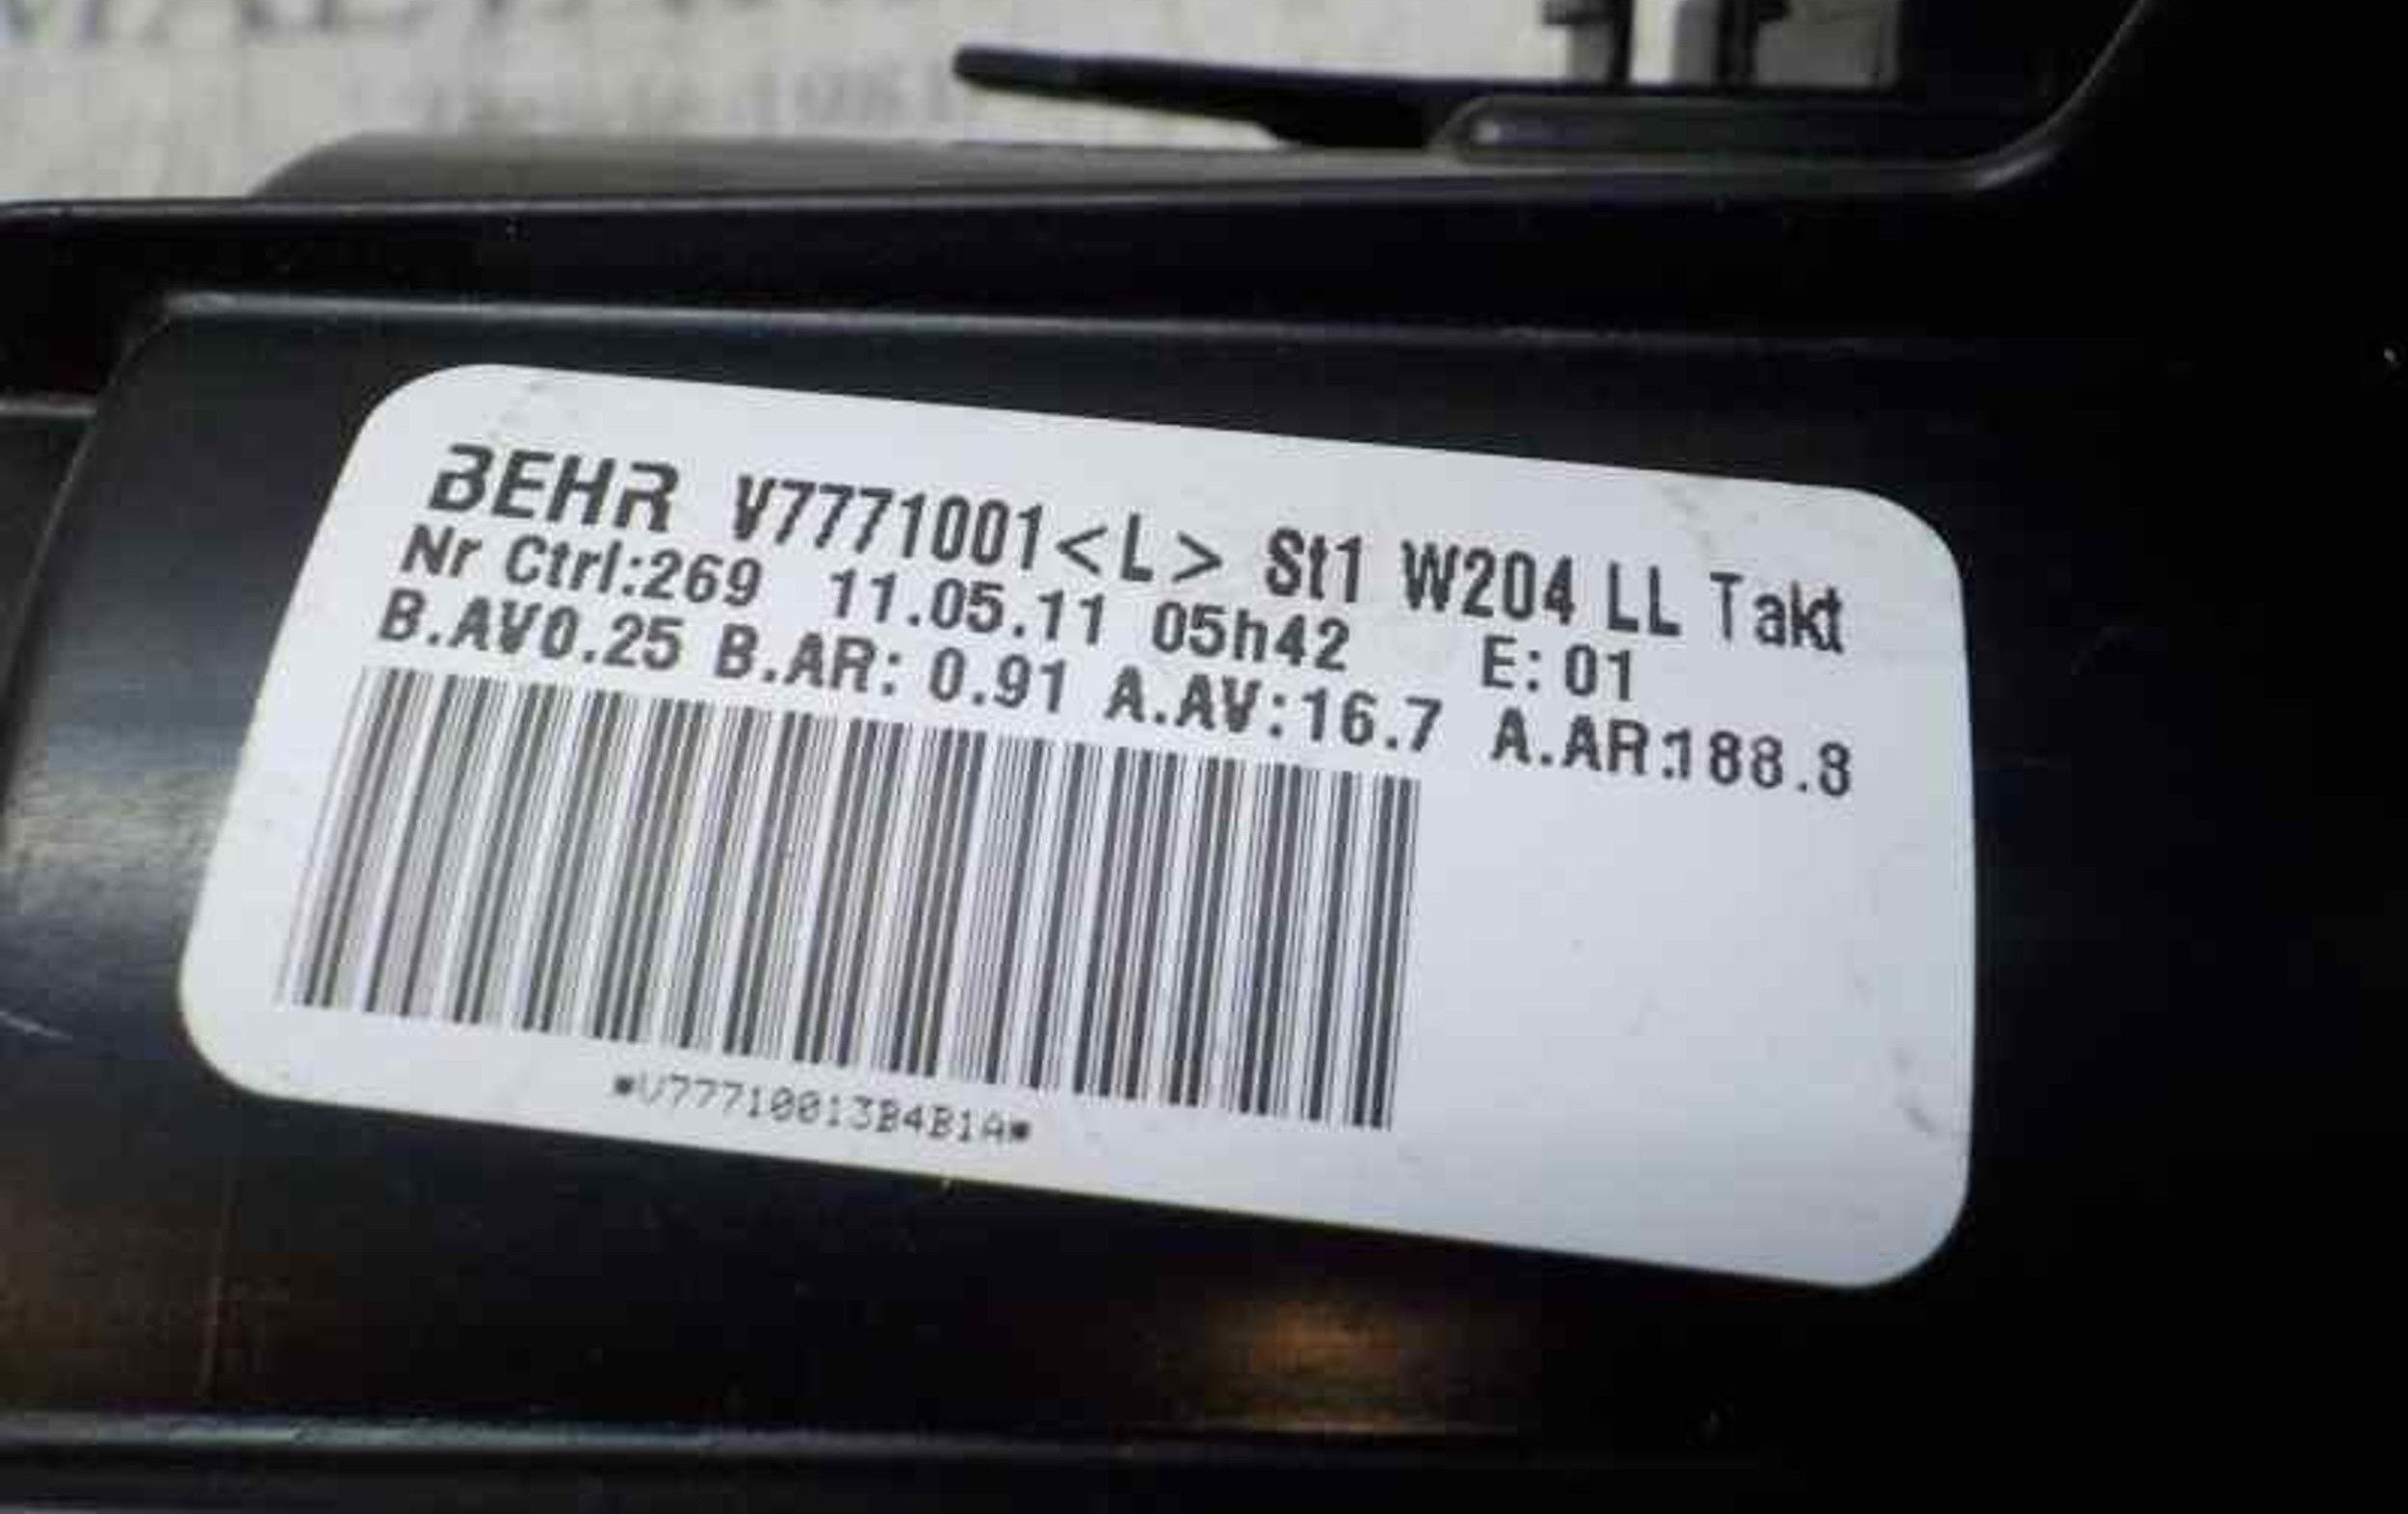 BEHR V7771001<L> St1 W204 LL Takt
Nr Ctrl:269 11.05.11 05h42 E: 01
B.AV0.25 B.AR: 0.91 A.AV:16.7 A.AR:188.8
*V77710013B4B1A*